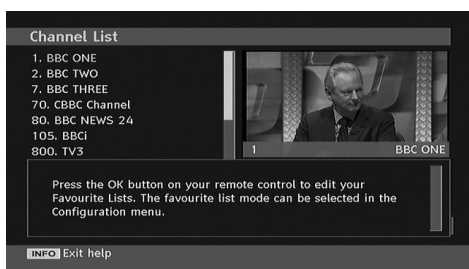 Channel List
1. BBC ONE
2. BBC TWO
7. BBC THREE
70. CBBC Channel
80. BBC NEWS 24
105. BBCi
800. TV3
1 BBC ONE
Press the OK button on your remote control to edit your
Favourite Lists. The favourite list mode can be selected in the
Configuration menu.
INFO Exit help